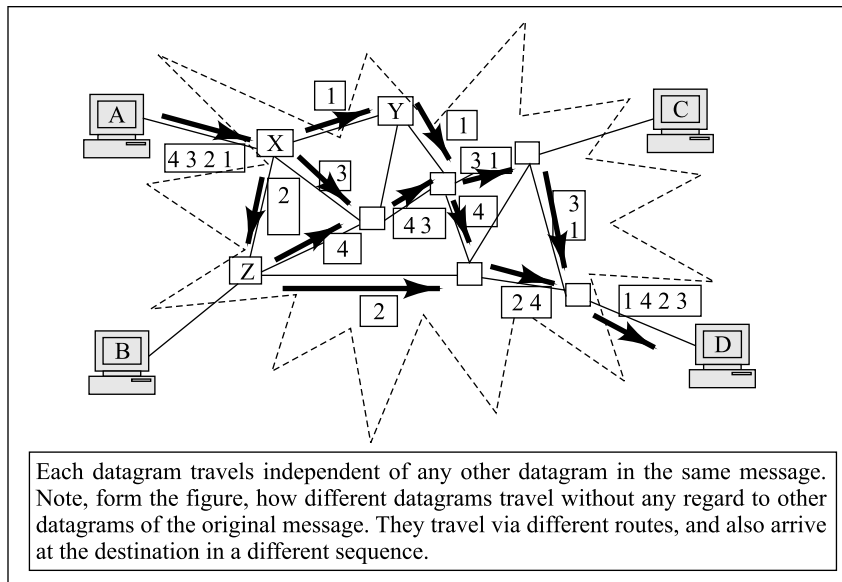 1
Y
A
C
1
X
3 1
4 3 2 1
3
2
3
1
4
4 3
4
Z
2
2 4
1 4 2 3
B
D
Each datagram travels independent of any other datagram in the same message.
Note, form the figure, how different datagrams travel without any regard to other
datagrams of the original message. They travel via different routes, and also arrive
at the destination in a different sequence.